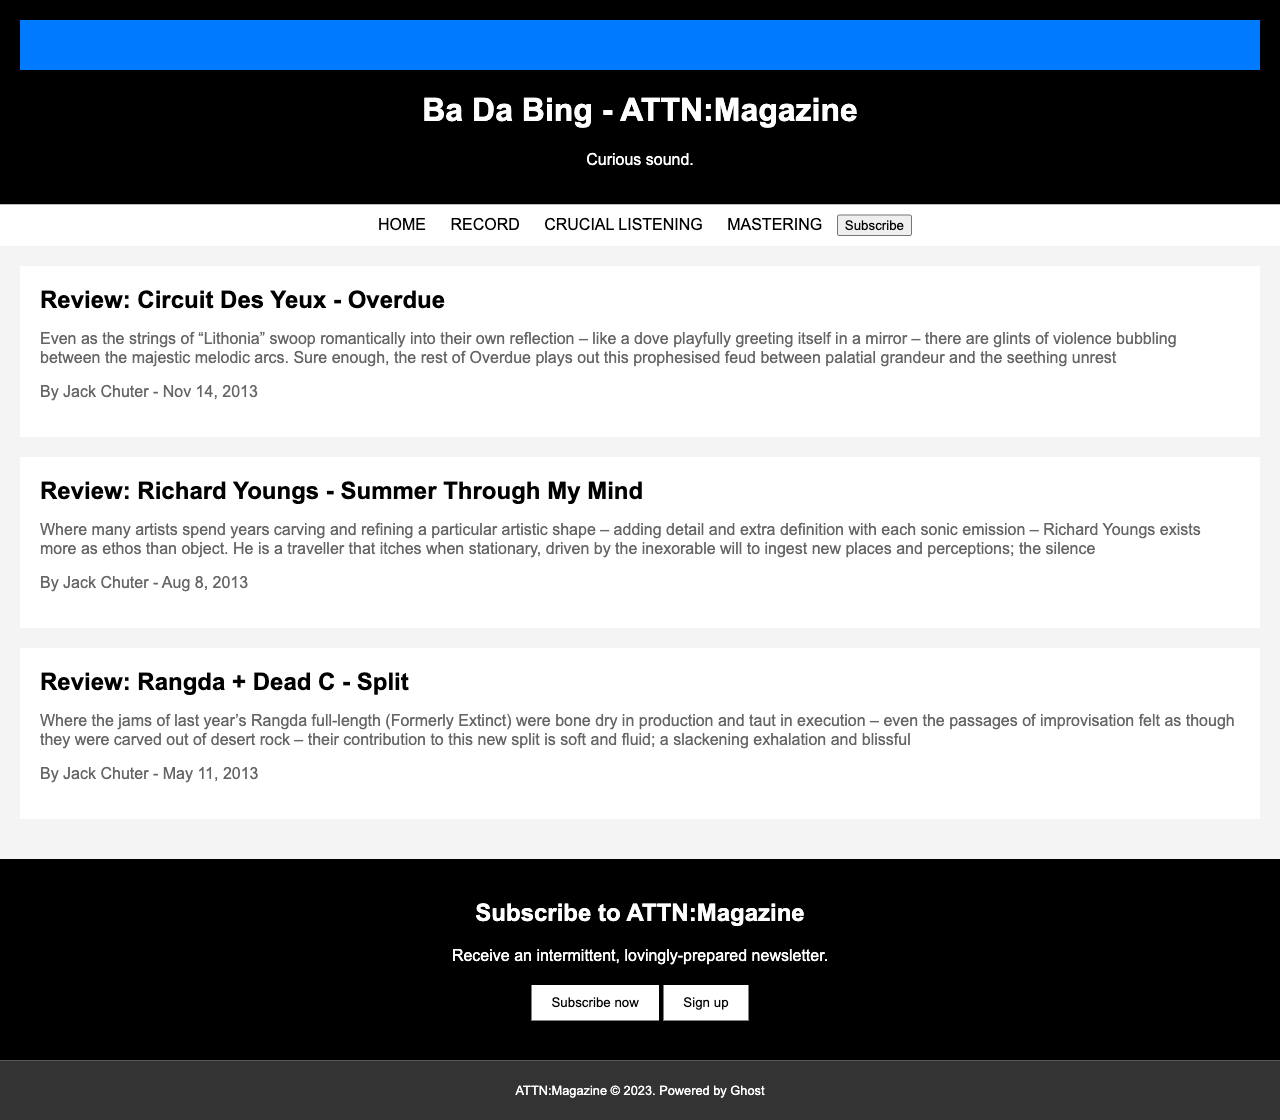 Ba Da Bing - ATTN:Magazine
Curious sound.
HOME RECORD CRUCIAL LISTENING MASTERING Subscribe
Review: Circuit Des Yeux - Overdue
Even as the strings of “Lithonia” swoop romantically into their own reflection – like a dove playfully greeting itself in a mirror – there are glints of violence bubbling
between the majestic melodic arcs. Sure enough, the rest of Overdue plays out this prophesised feud between palatial grandeur and the seething unrest
By Jack Chuter - Nov 14, 2013
Review: Richard Youngs - Summer Through My Mind
Where many artists spend years carving and refining a particular artistic shape – adding detail and extra definition with each sonic emission – Richard Youngs exists
more as ethos than object. He is a traveller that itches when stationary, driven by the inexorable will to ingest new places and perceptions; the silence
By Jack Chuter - Aug 8, 2013
Review: Rangda + Dead C - Split
Where the jams of last year’s Rangda full-length (Formerly Extinct) were bone dry in production and taut in execution – even the passages of improvisation felt as though
they were carved out of desert rock – their contribution to this new split is soft and fluid; a slackening exhalation and blissful
By Jack Chuter - May 11, 2013
Subscribe to ATTN:Magazine
Receive an intermittent, lovingly-prepared newsletter.
Subscribe now Sign up
ATTN:Magazine © 2023. Powered by Ghost